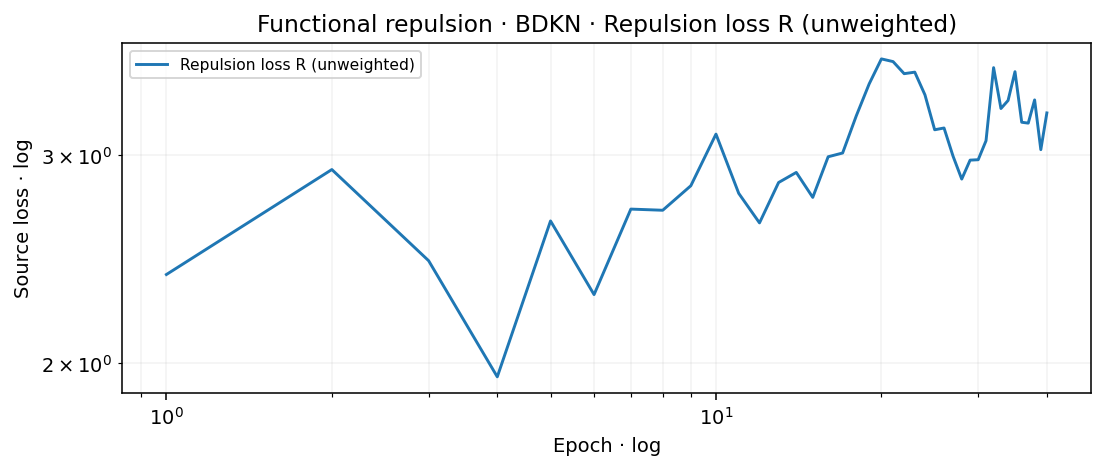 Functional repulsion · BDKN · Repulsion loss R (unweighted)
Repulsion loss R (unweighted)
Source loss · log
3 × 10⁰
2 × 10⁰
10⁰
10¹
Epoch · log